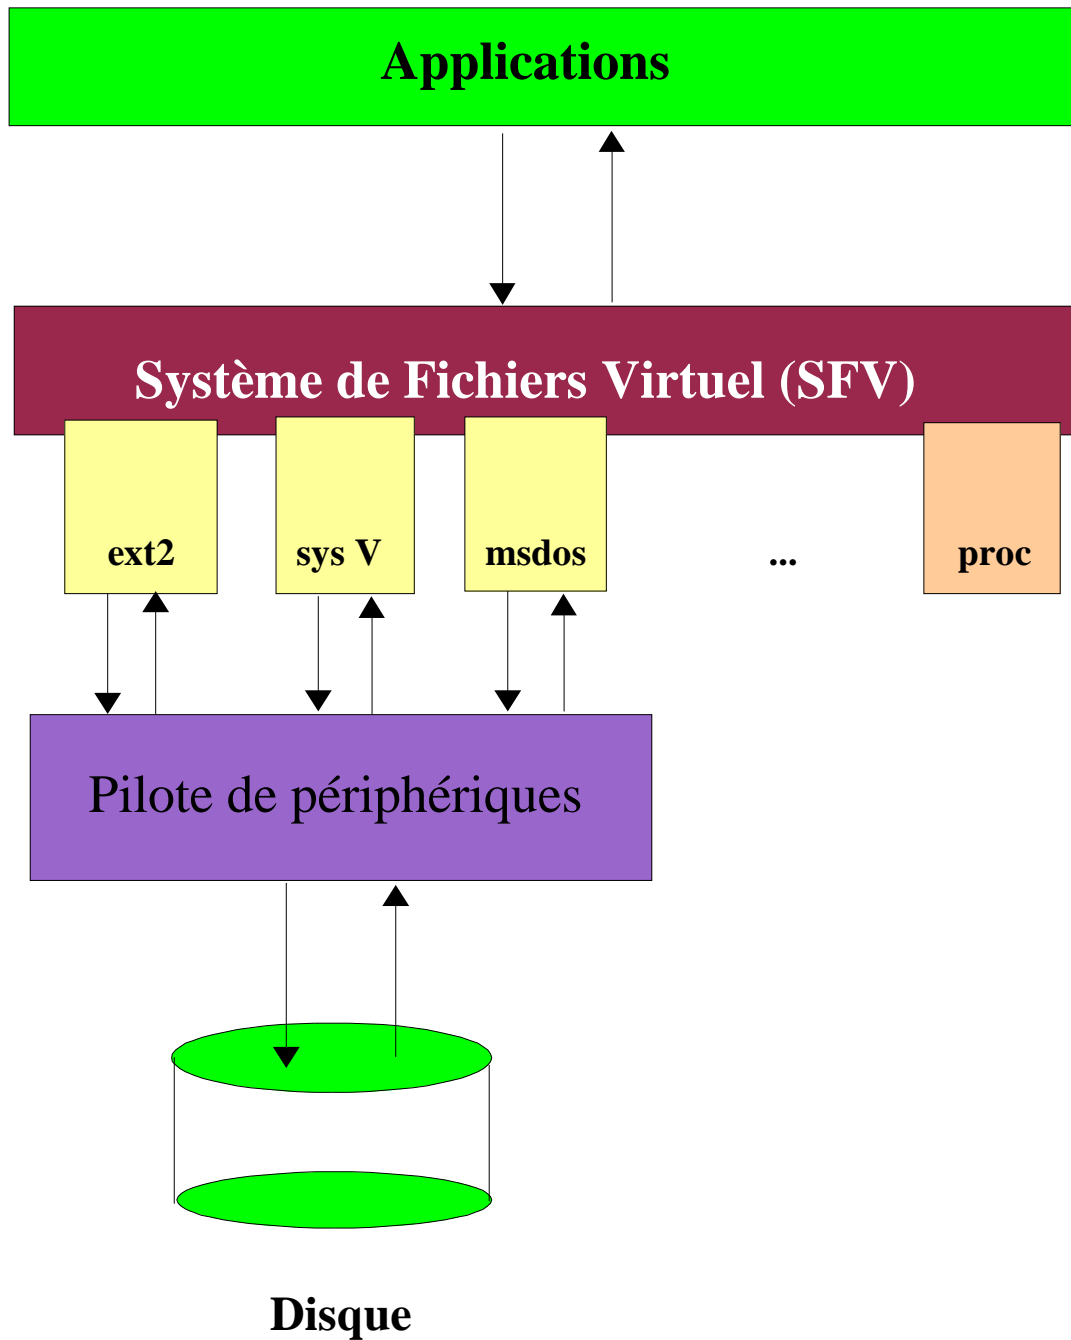 Applications
Système de Fichiers Virtuel (SFV)
ext2 sys V msdos ... proc
Pilote de périphériques
Disque